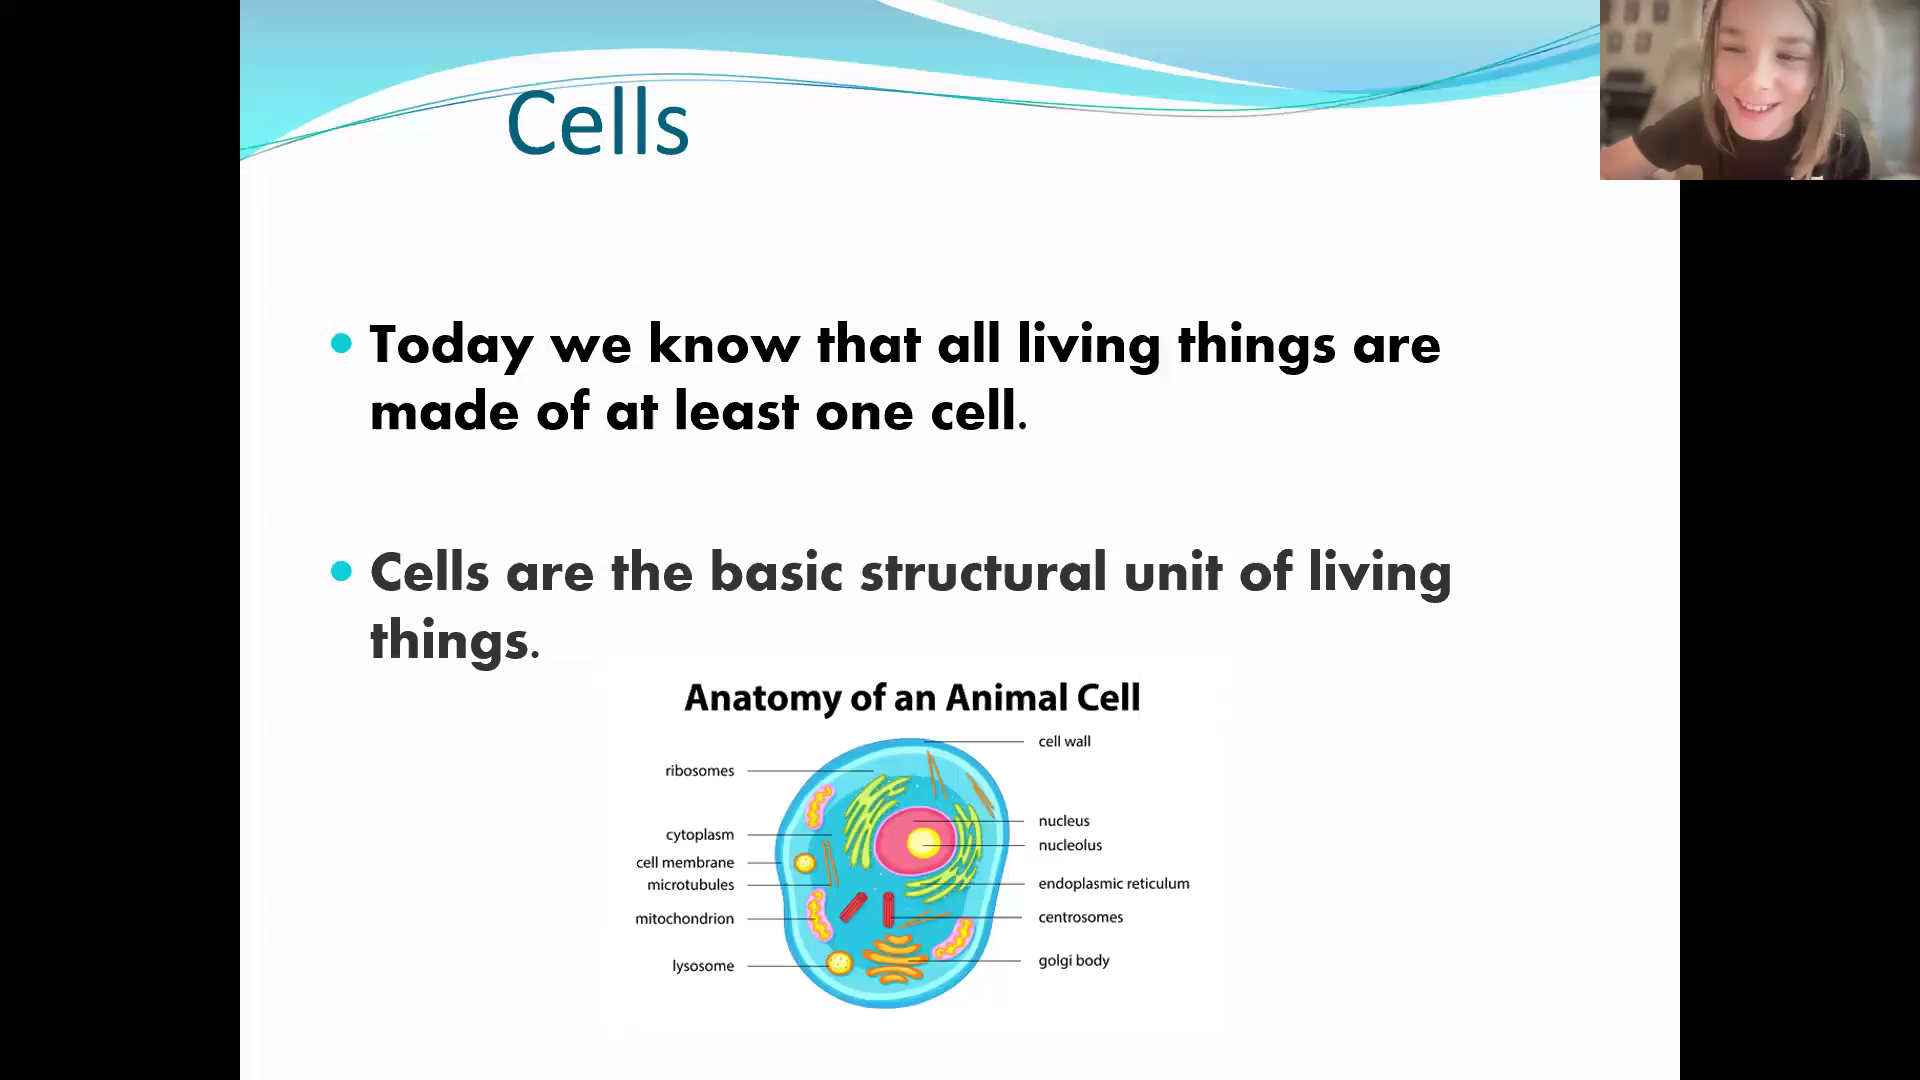 Cells
Today we know that all living things are
made of at least one cell.
Cells are the basic structural unit of living
things.
Anatomy of an Animal Cell
cell wall
ribosomes
nucleus
cytoplasm
nucleolus
cell membrane
microtubules
endoplasmic reticulum
mitochondrion
centrosomes
lysosome
golgi body